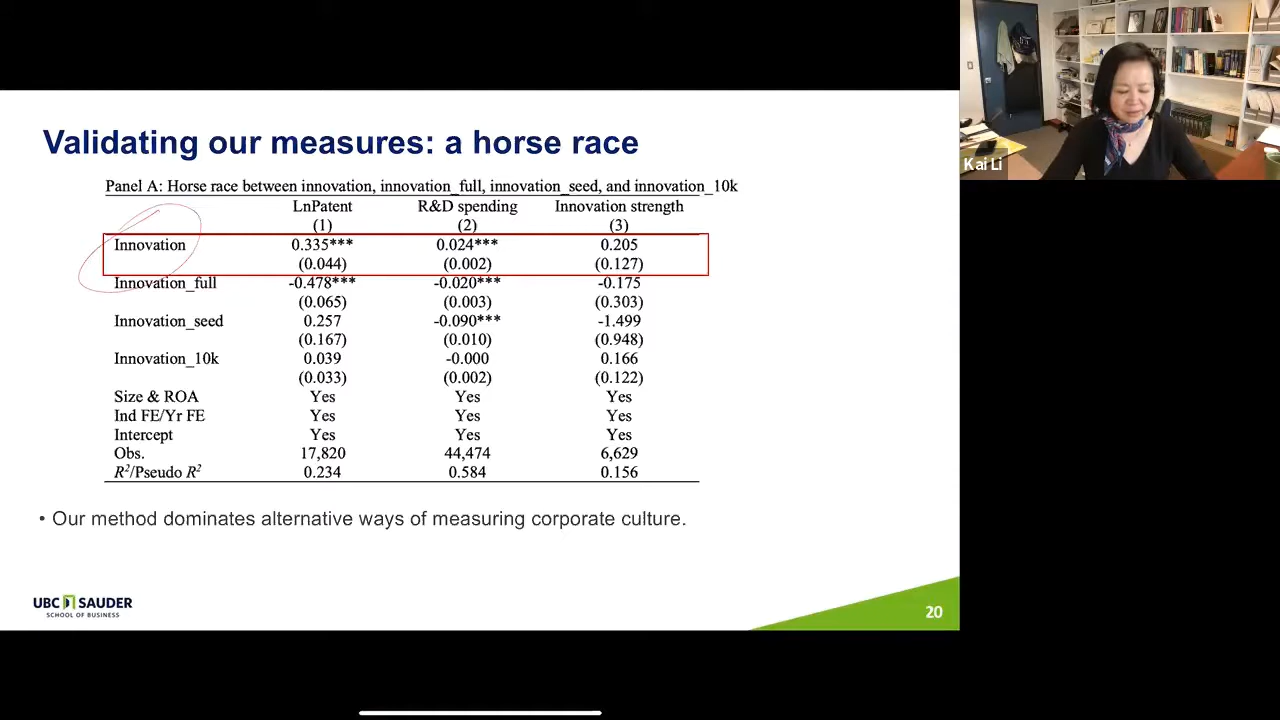 Validating our measures: a horse race
Panel A: Horse race between innovation, innovation_full, innovation_seed, and innovation_10k
LnPatent R&D spending Innovation strength
(1) (2) (3)
Innovation 0.335*** 0.024*** 0.205
(0.044) (0.002) (0.127)
Innovation_full -0.478*** -0.020*** -0.175
(0.065) (0.003) (0.303)
Innovation_seed 0.257 -0.090*** -1.499
(0.167) (0.010) (0.948)
Innovation_10k 0.039 -0.000 0.166
(0.033) (0.002) (0.122)
Size & ROA Yes Yes Yes
Ind FE/Yr FE Yes Yes Yes
Intercept Yes Yes Yes
Obs. 17,820 44,474 6,629
R²/Pseudo R² 0.234 0.584 0.156
• Our method dominates alternative ways of measuring corporate culture.
UBC SAUDER
SCHOOL OF BUSINESS
20
Kai Li